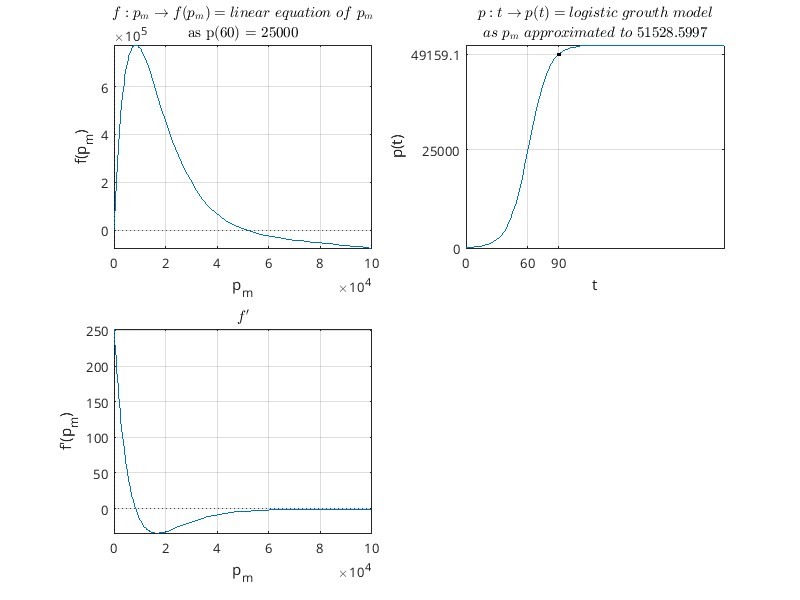 f : p_m → f(p_m) = linear equation of p_m
as p(60) = 25000
×10^5
6
4
2
0
f(p_m)
0 2 4 6 8 10
×10^4
p_m
p : t → p(t) = logistic growth model
as p_m approximated to 51528.5997
49159.1
25000
0
p(t)
0 60 90
t
f'
250
200
150
100
50
0
f'(p_m)
0 2 4 6 8 10
×10^4
p_m